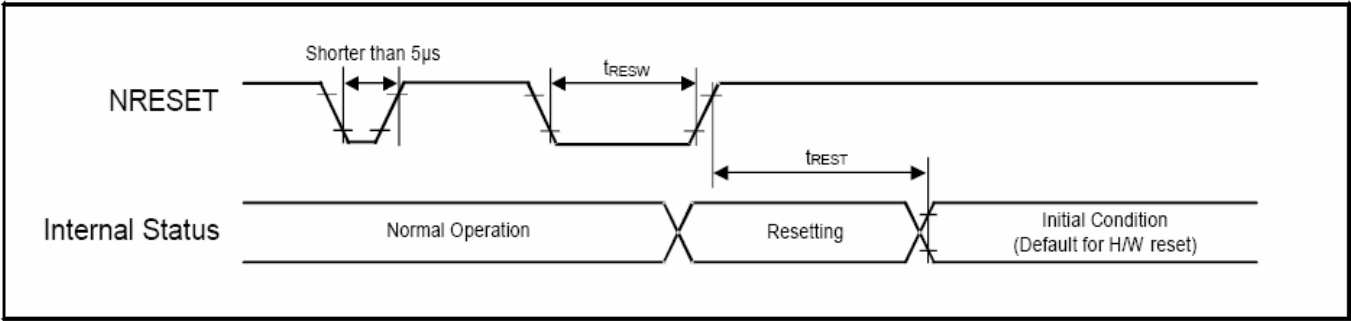 Shorter than 5µs
tRESW
NRESET
tREST
Internal Status
Normal Operation
Resetting
Initial Condition
(Default for H/W reset)